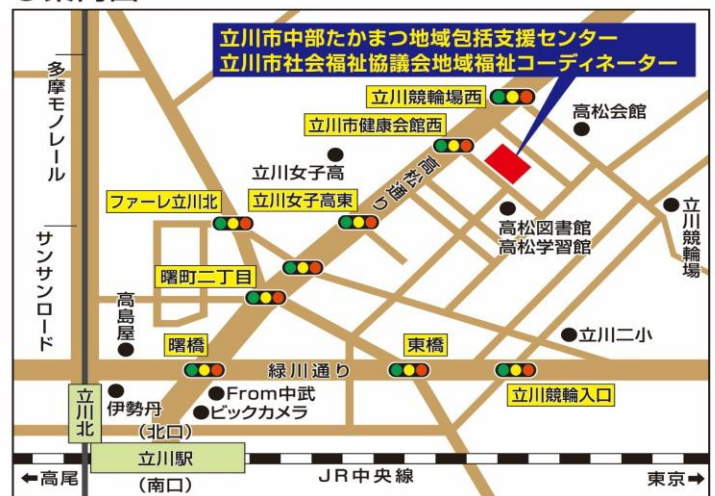 立川市中部たかまつ地域包括支援センター
立川市社会福祉協議会地域福祉コーディネーター
多摩モノレール
立川競輪場西
高松会館
立川市健康会館西
立川女子高
高松通り
ファーレ立川北
立川女子高東
高松図書館
高松学習館
立川競輪場
サンサンロード
曙町二丁目
高島屋
立川二小
曙橋
緑川通り
東橋
立川競輪入口
立川北
伊勢丹
From中武
ビックカメラ
(北口)
立川駅
(南口)
←高尾
JR中央線
東京→